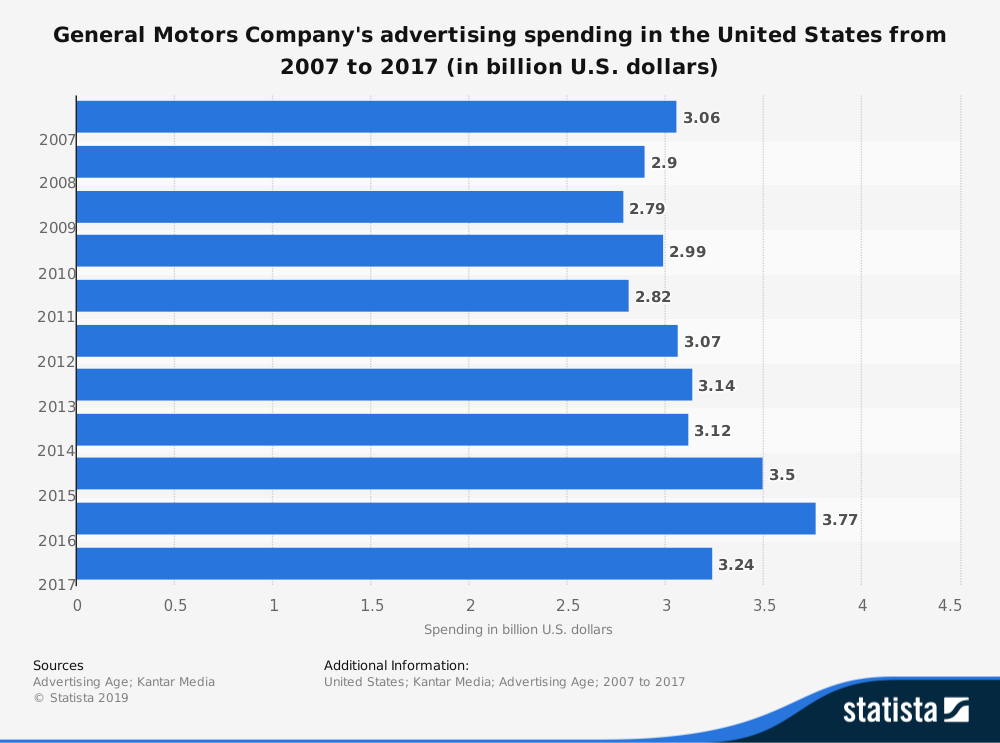 General Motors Company's advertising spending in the United States from
2007 to 2017 (in billion U.S. dollars)
3.06
2007
2.9
2008
2.79
2009
2.99
2010
2.82
2011
3.07
2012
3.14
2013
3.12
2014
3.5
2015
3.77
2016
3.24
2017
0 0.5 1 1.5 2 2.5 3 3.5 4 4.5
Spending in billion U.S. dollars
Sources
Advertising Age; Kantar Media
© Statista 2019
Additional Information:
United States; Kantar Media; Advertising Age; 2007 to 2017
statista